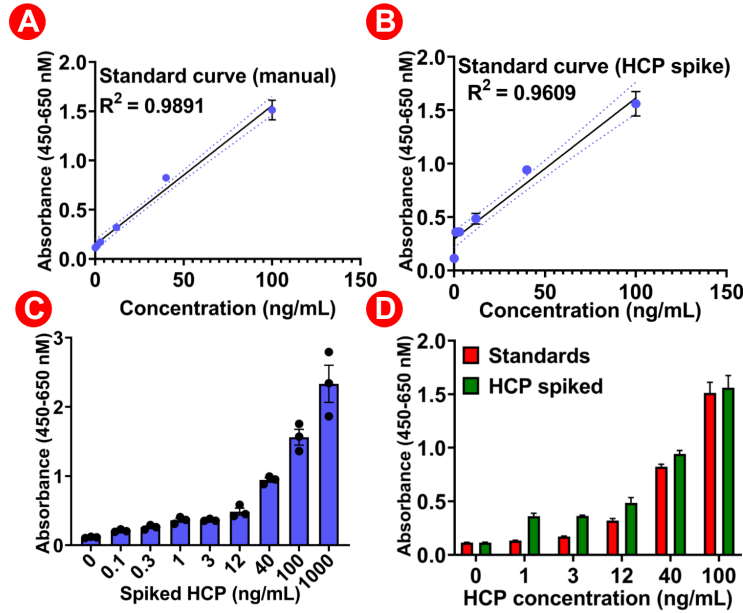 A
Standard curve (manual)
R2 = 0.9891
Absorbance (450-650 nM)
2.0
1.5
1.0
0.5
0.0
0
50
100
150
Concentration (ng/mL)
B
Standard curve (HCP spike)
R2 = 0.9609
Absorbance (450-650 nM)
2.0
1.5
1.0
0.5
0.0
0
50
100
150
Concentration (ng/mL)
C
Absorbance (450-650 nM)
3
2
1
0
0
0.1
0.3
1
3
12
40
100
1000
Spiked HCP (ng/mL)
D
Standards
HCP spiked
Absorbance (450-650 nM)
2.0
1.5
1.0
0.5
0.0
0
1
3
12
40
100
HCP concentration (ng/mL)